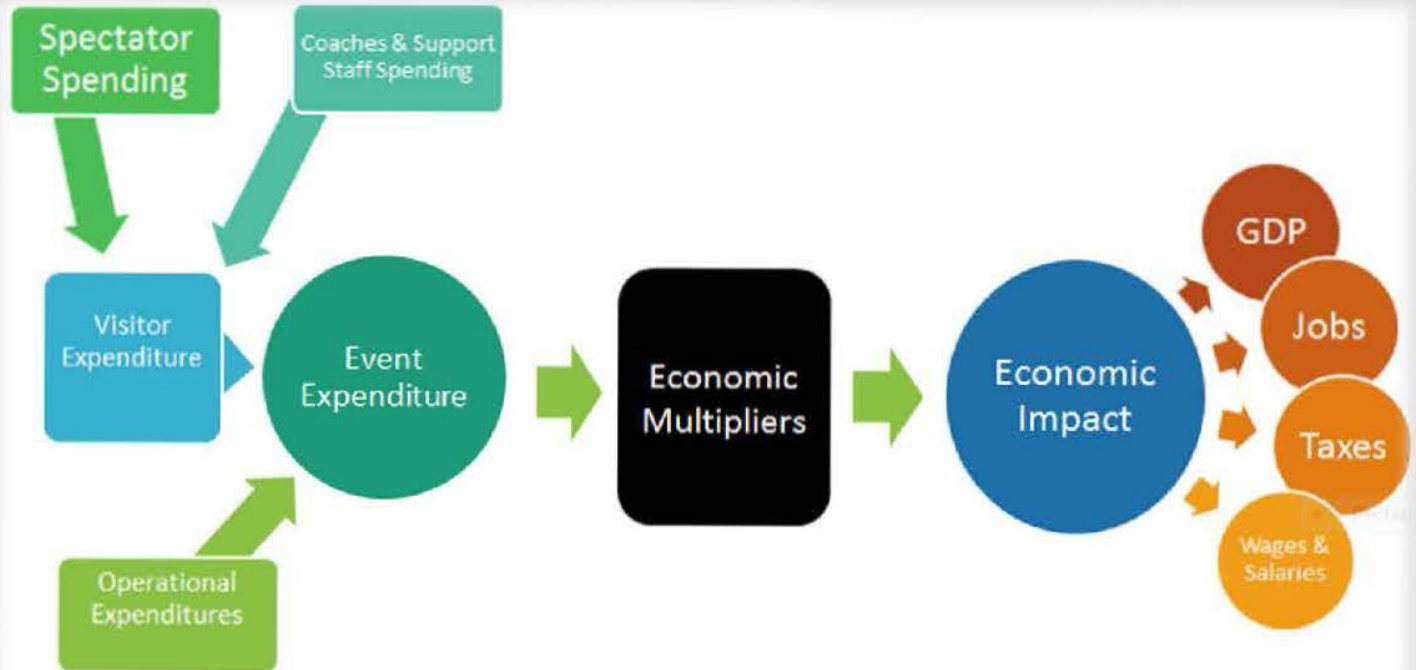 Spectator
Spending
Coaches & Support
Staff Spending
Visitor
Expenditure
Event
Expenditure
Operational
Expenditures
Economic
Multipliers
Economic
Impact
GDP
Jobs
Taxes
Wages &
Salaries